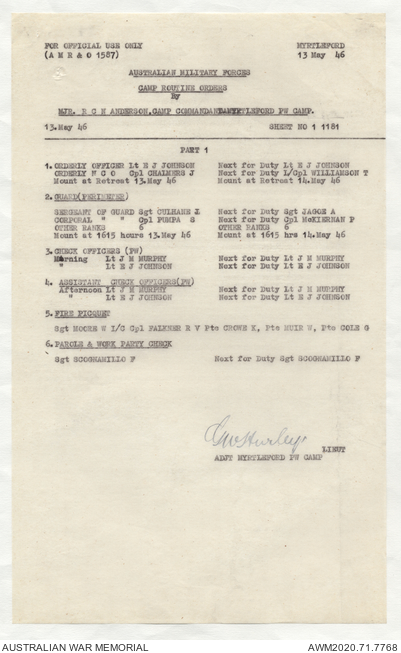 FOR OFFICIAL USE ONLY MYRTLEFORD
(A M R & O 1587) 13 May 46
AUSTRALIAN MILITARY FORCES
CAMP ROUTINE ORDERS
By
MJR. R G H ANDERSON, CAMP COMMANDANT MYRTLEFORD PW CAMP.
13.May 46 SHEET NO 1 1181
PART 1
1. ORDERLY OFFICER Lt E J JOHNSON Next for Duty Lt E J JOHNSON
ORDERLY N C O Cpl CHALMERS J Next for Duty L/Cpl WILLIAMSON T
Mount at Retreat 13.May 46 Mount at Retreat 14.May 46
2. GUARD(PERIMETER)
SERGEANT OF GUARD Sgt CULHANE L Next for Duty Sgt JAGOE A
CORPORAL " " Cpl PUMPA S Next for Duty Cpl McKIERNAN P
OTHER RANKS 6 OTHER RANKS 6
Mount at 1615 hours 13.May 46 Mount at 1615 hrs 14.May 46
3. CHECK OFFICERS (PW)
Morning Lt J M MURPHY Next for Duty Lt J M MURPHY
" Lt E J JOHNSON Next for Duty Lt E J JOHNSON
4. ASSISTANT CHECK OFFICERS(PW)
Afternoon Lt J M MURPHY Next for Duty Lt J M MURPHY
" Lt E J JOHNSON Next for Duty Lt E J JOHNSON
5. FIRE PICQUET
Sgt MOORE W I/C Cpl FALKNER R V Pte CROWE K, Pte MUIR W, Pte COLE G
6. PAROLE & WORK PARTY CHECK
Sgt SCOGNAMILLO F Next for Duty Sgt SCOGNAMILLO F
GWHurley
LIEUT
ADJT MYRTLEFORD PW CAMP
AUSTRALIAN WAR MEMORIAL AWM2020.71.7768